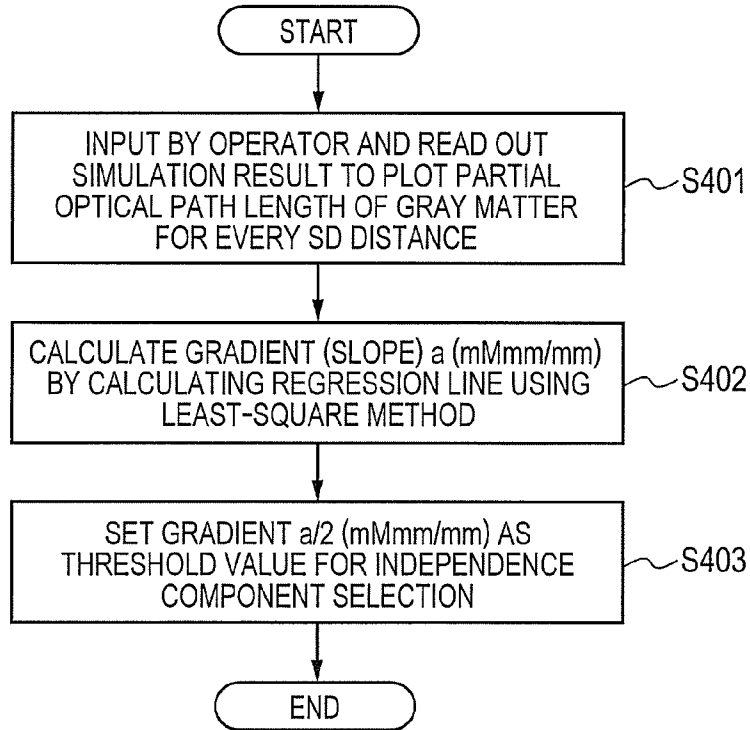 START
INPUT BY OPERATOR AND READ OUT
SIMULATION RESULT TO PLOT PARTIAL
OPTICAL PATH LENGTH OF GRAY MATTER
FOR EVERY SD DISTANCE
S401
CALCULATE GRADIENT (SLOPE) a (mMmm/mm)
BY CALCULATING REGRESSION LINE USING
LEAST-SQUARE METHOD
S402
SET GRADIENT a/2 (mMmm/mm) AS
THRESHOLD VALUE FOR INDEPENDENCE
COMPONENT SELECTION
S403
END